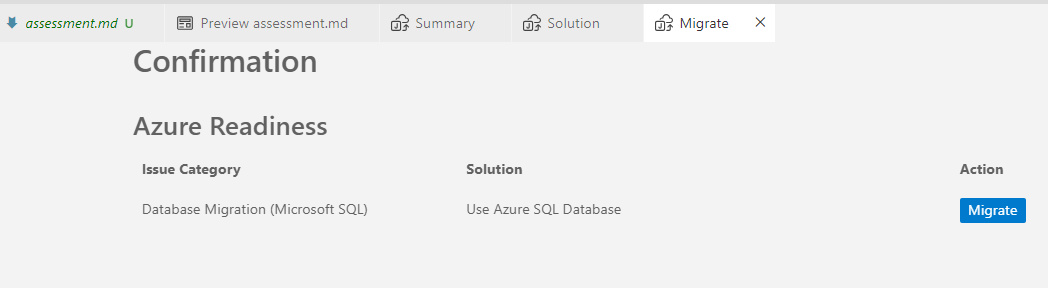 assessment.md U Preview assessment.md Summary Solution Migrate
Confirmation
Azure Readiness
Issue Category Solution Action
Database Migration (Microsoft SQL) Use Azure SQL Database Migrate